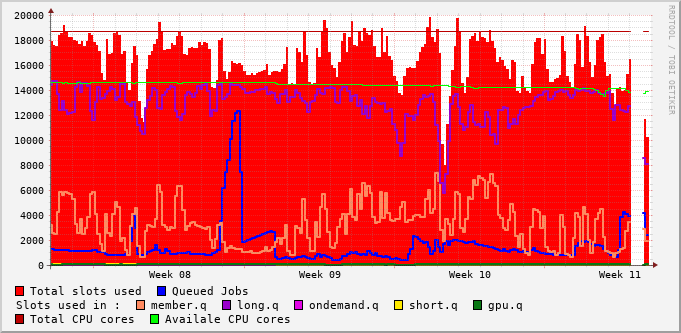 20000
18000
16000
14000
12000
10000
8000
6000
4000
2000
0
Week 08 Week 09 Week 10 Week 11
RRDTOOL / TOBI OETIKER
Total slots used Queued Jobs
Slots used in : member.q long.q ondemand.q short.q gpu.q
Total CPU cores Availale CPU cores